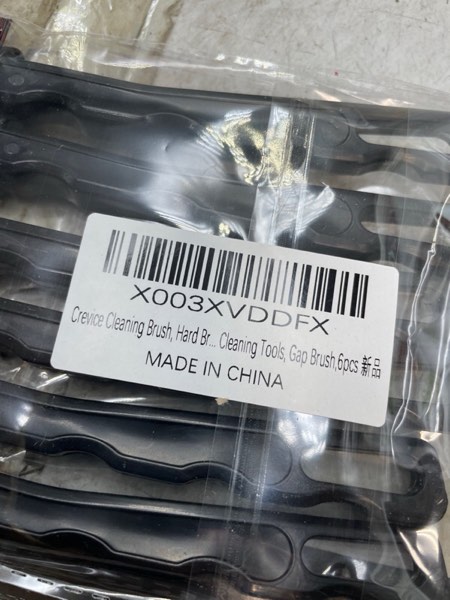 X003XVDDFX
Crevice Cleaning Brush, Hard Br... Cleaning Tools, Gap Brush,6pcs 新品
MADE IN CHINA